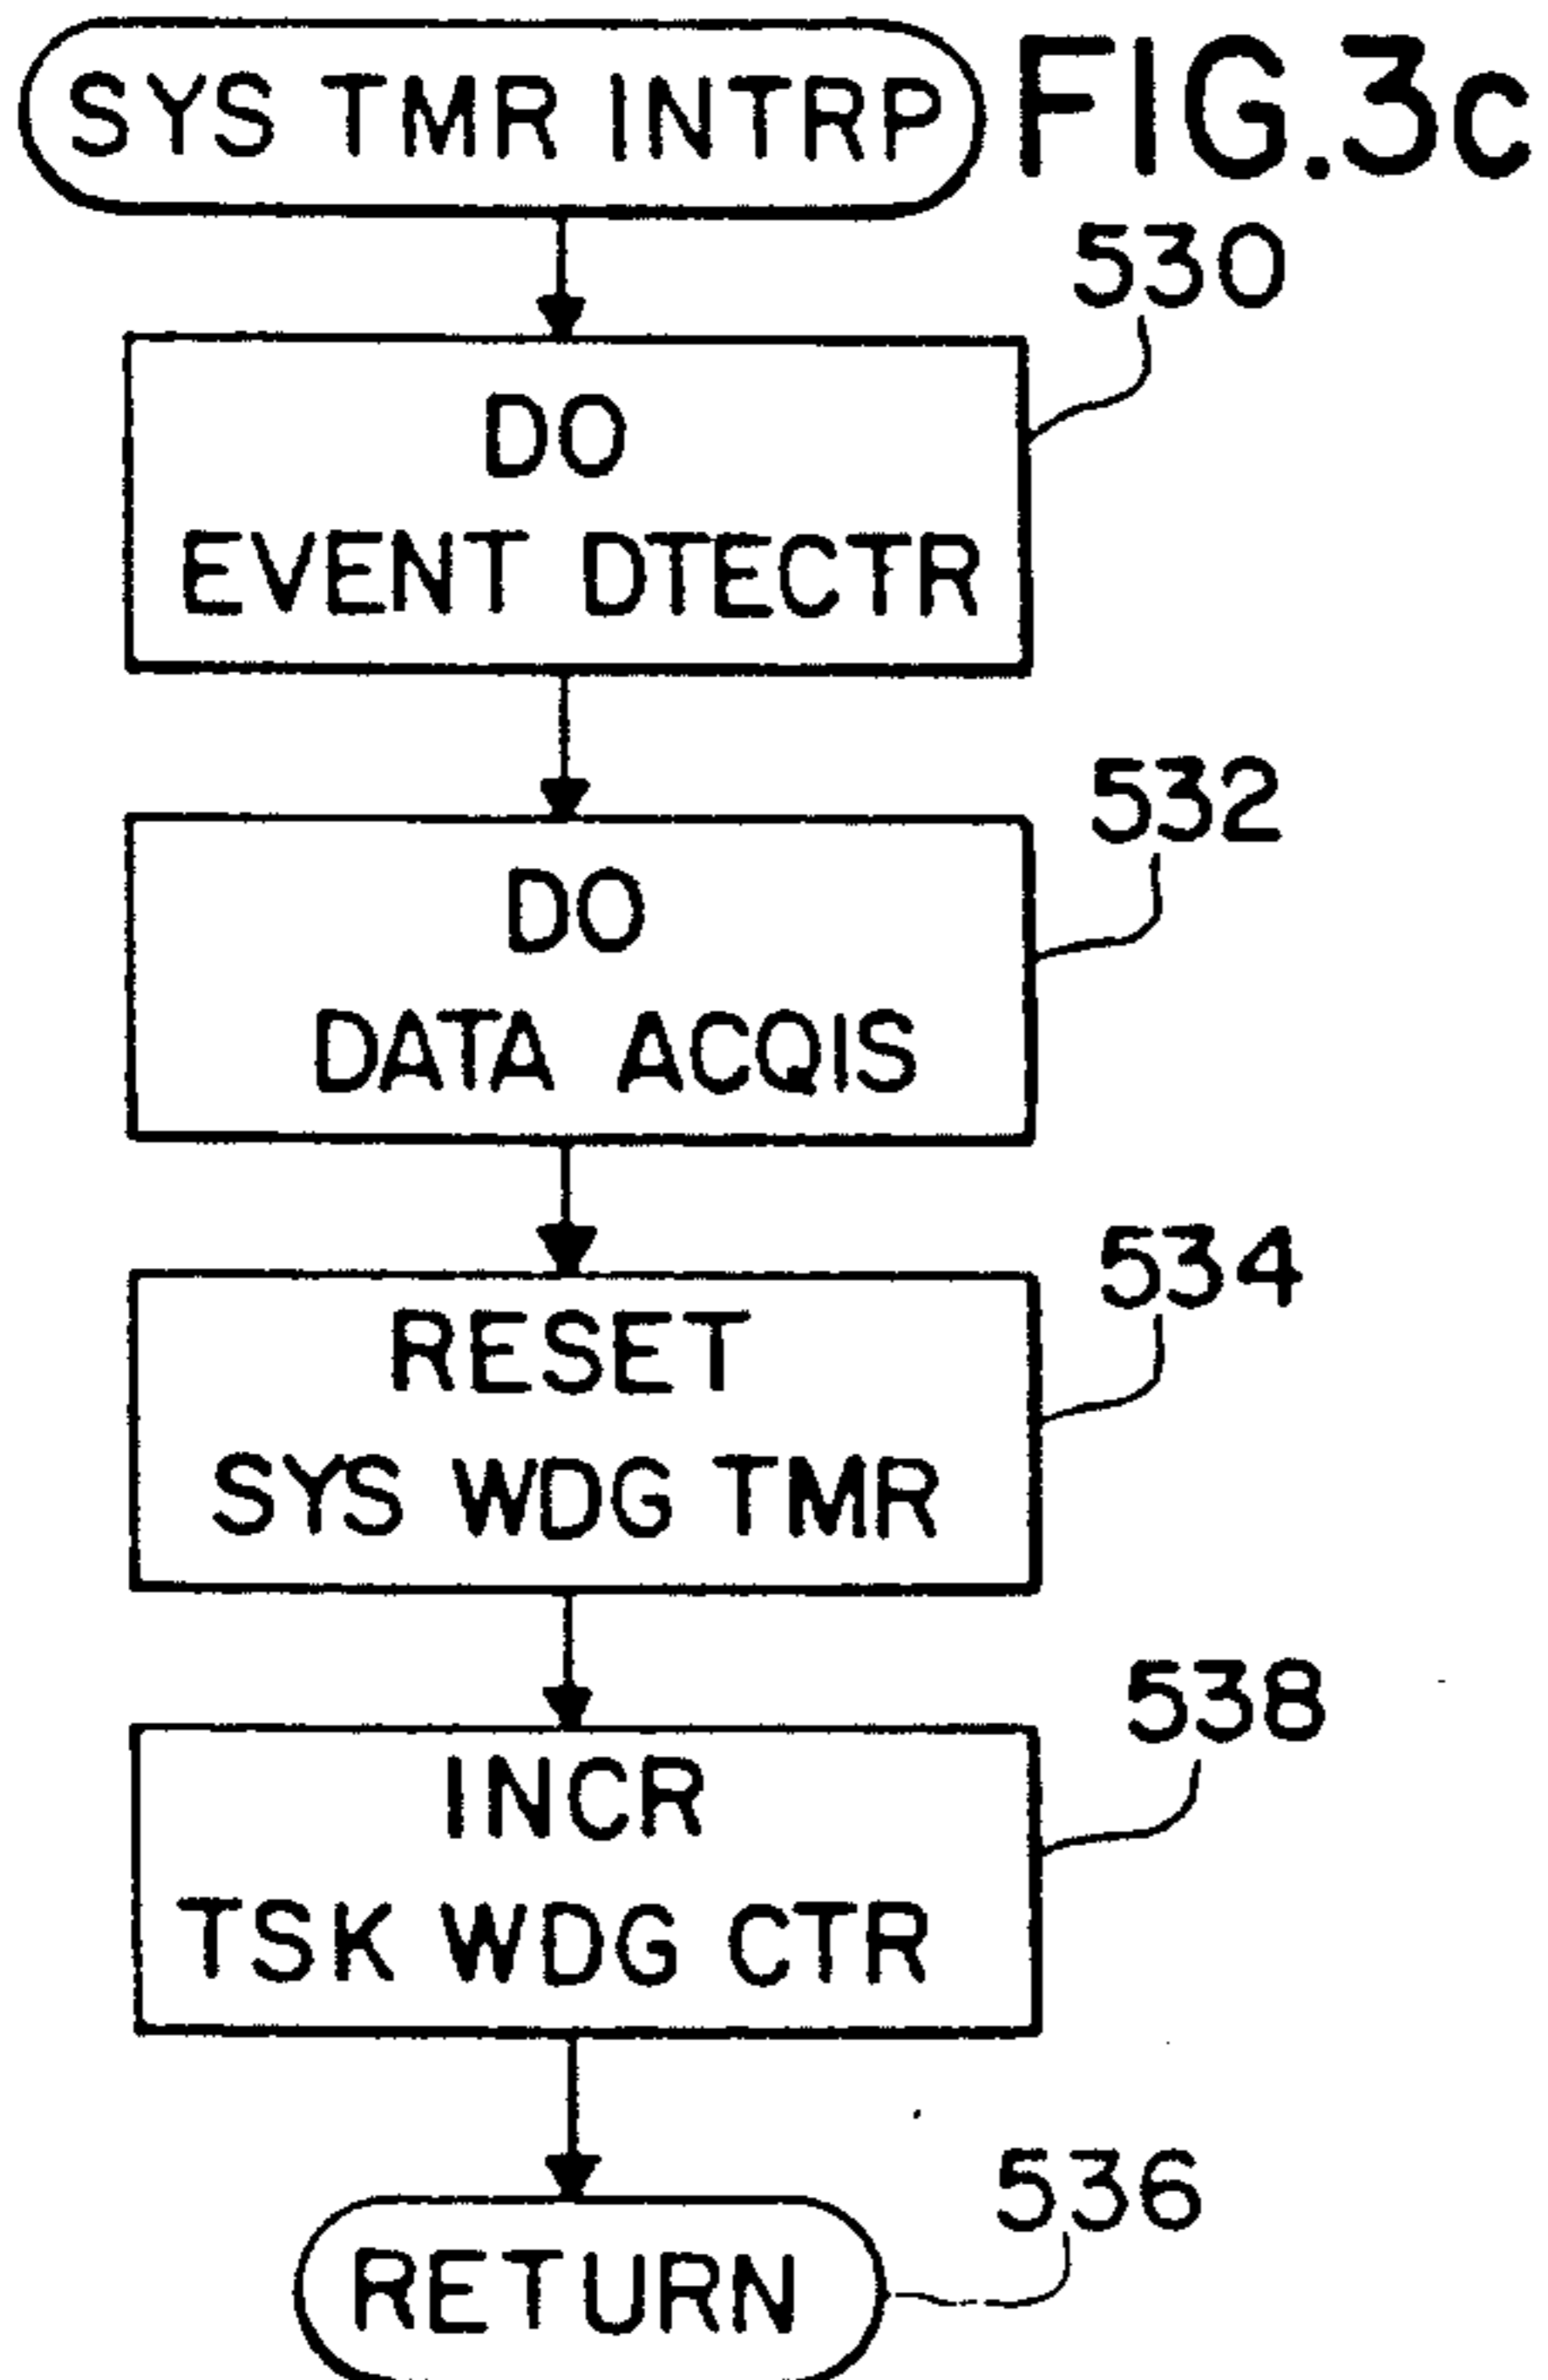 SYS TMR INTRP
FIG.3c
530
DO
EVENT DTECTR
532
DO
DATA ACQIS
534
RESET
SYS WDG TMR
538
INCR
TSK WDG CTR
536
RETURN